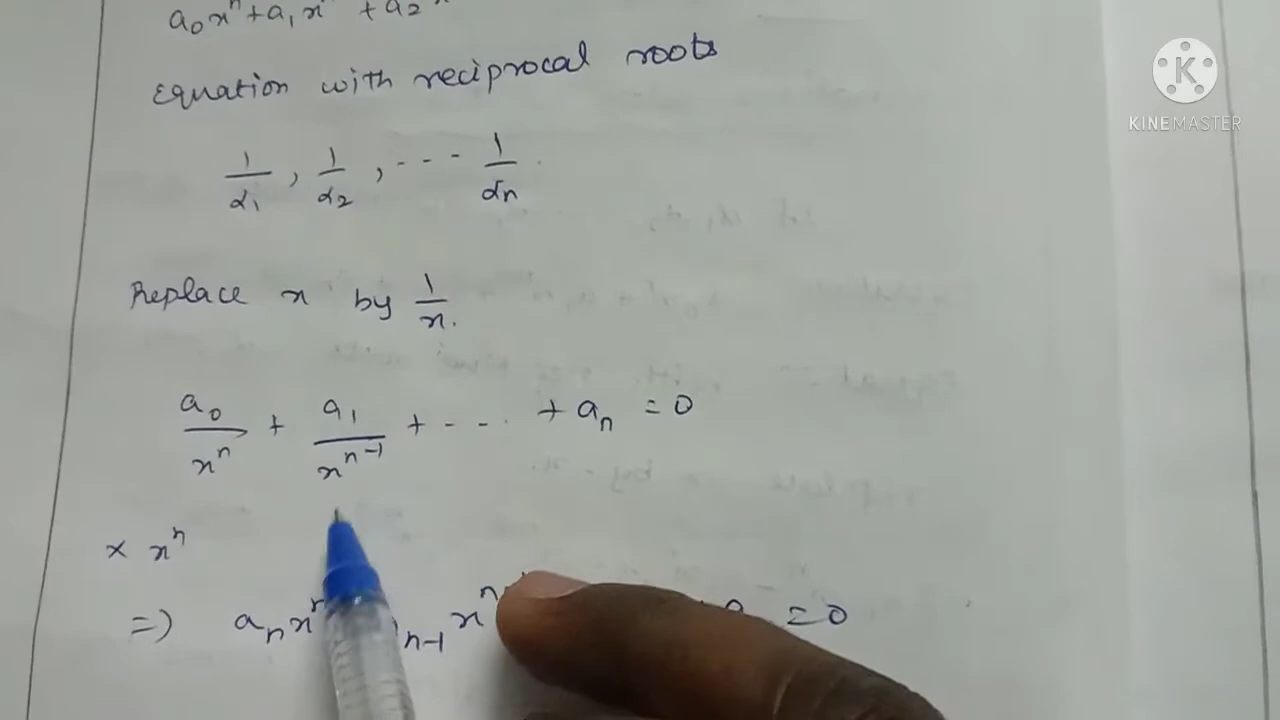 a₀xⁿ + a₁x + a₂
Equation with reciprocal roots
1/α₁, 1/α₂, --- 1/αₙ.
Replace x by 1/x.
a₀/xⁿ + a₁/xⁿ⁻¹ + - - . + aₙ = 0
× xⁿ
=) aₙxⁿ ₙ₋₁ xⁿ = 0
KINEMASTER